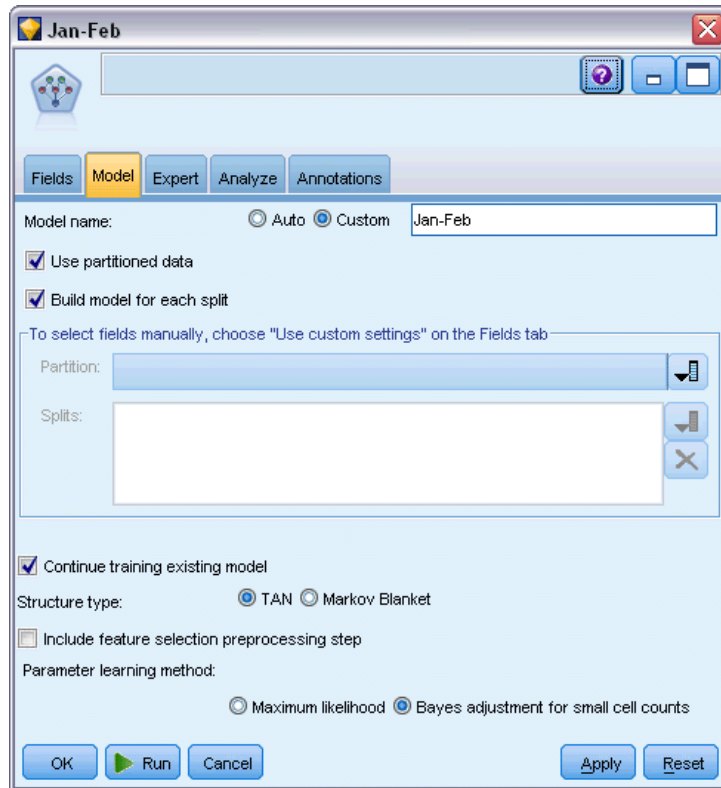 Jan-Feb
Fields Model Expert Analyze Annotations
Model name: Auto Custom Jan-Feb
Use partitioned data
Build model for each split
To select fields manually, choose "Use custom settings" on the Fields tab
Partition:
Splits:
Continue training existing model
Structure type: TAN Markov Blanket
Include feature selection preprocessing step
Parameter learning method:
Maximum likelihood Bayes adjustment for small cell counts
OK Run Cancel Apply Reset